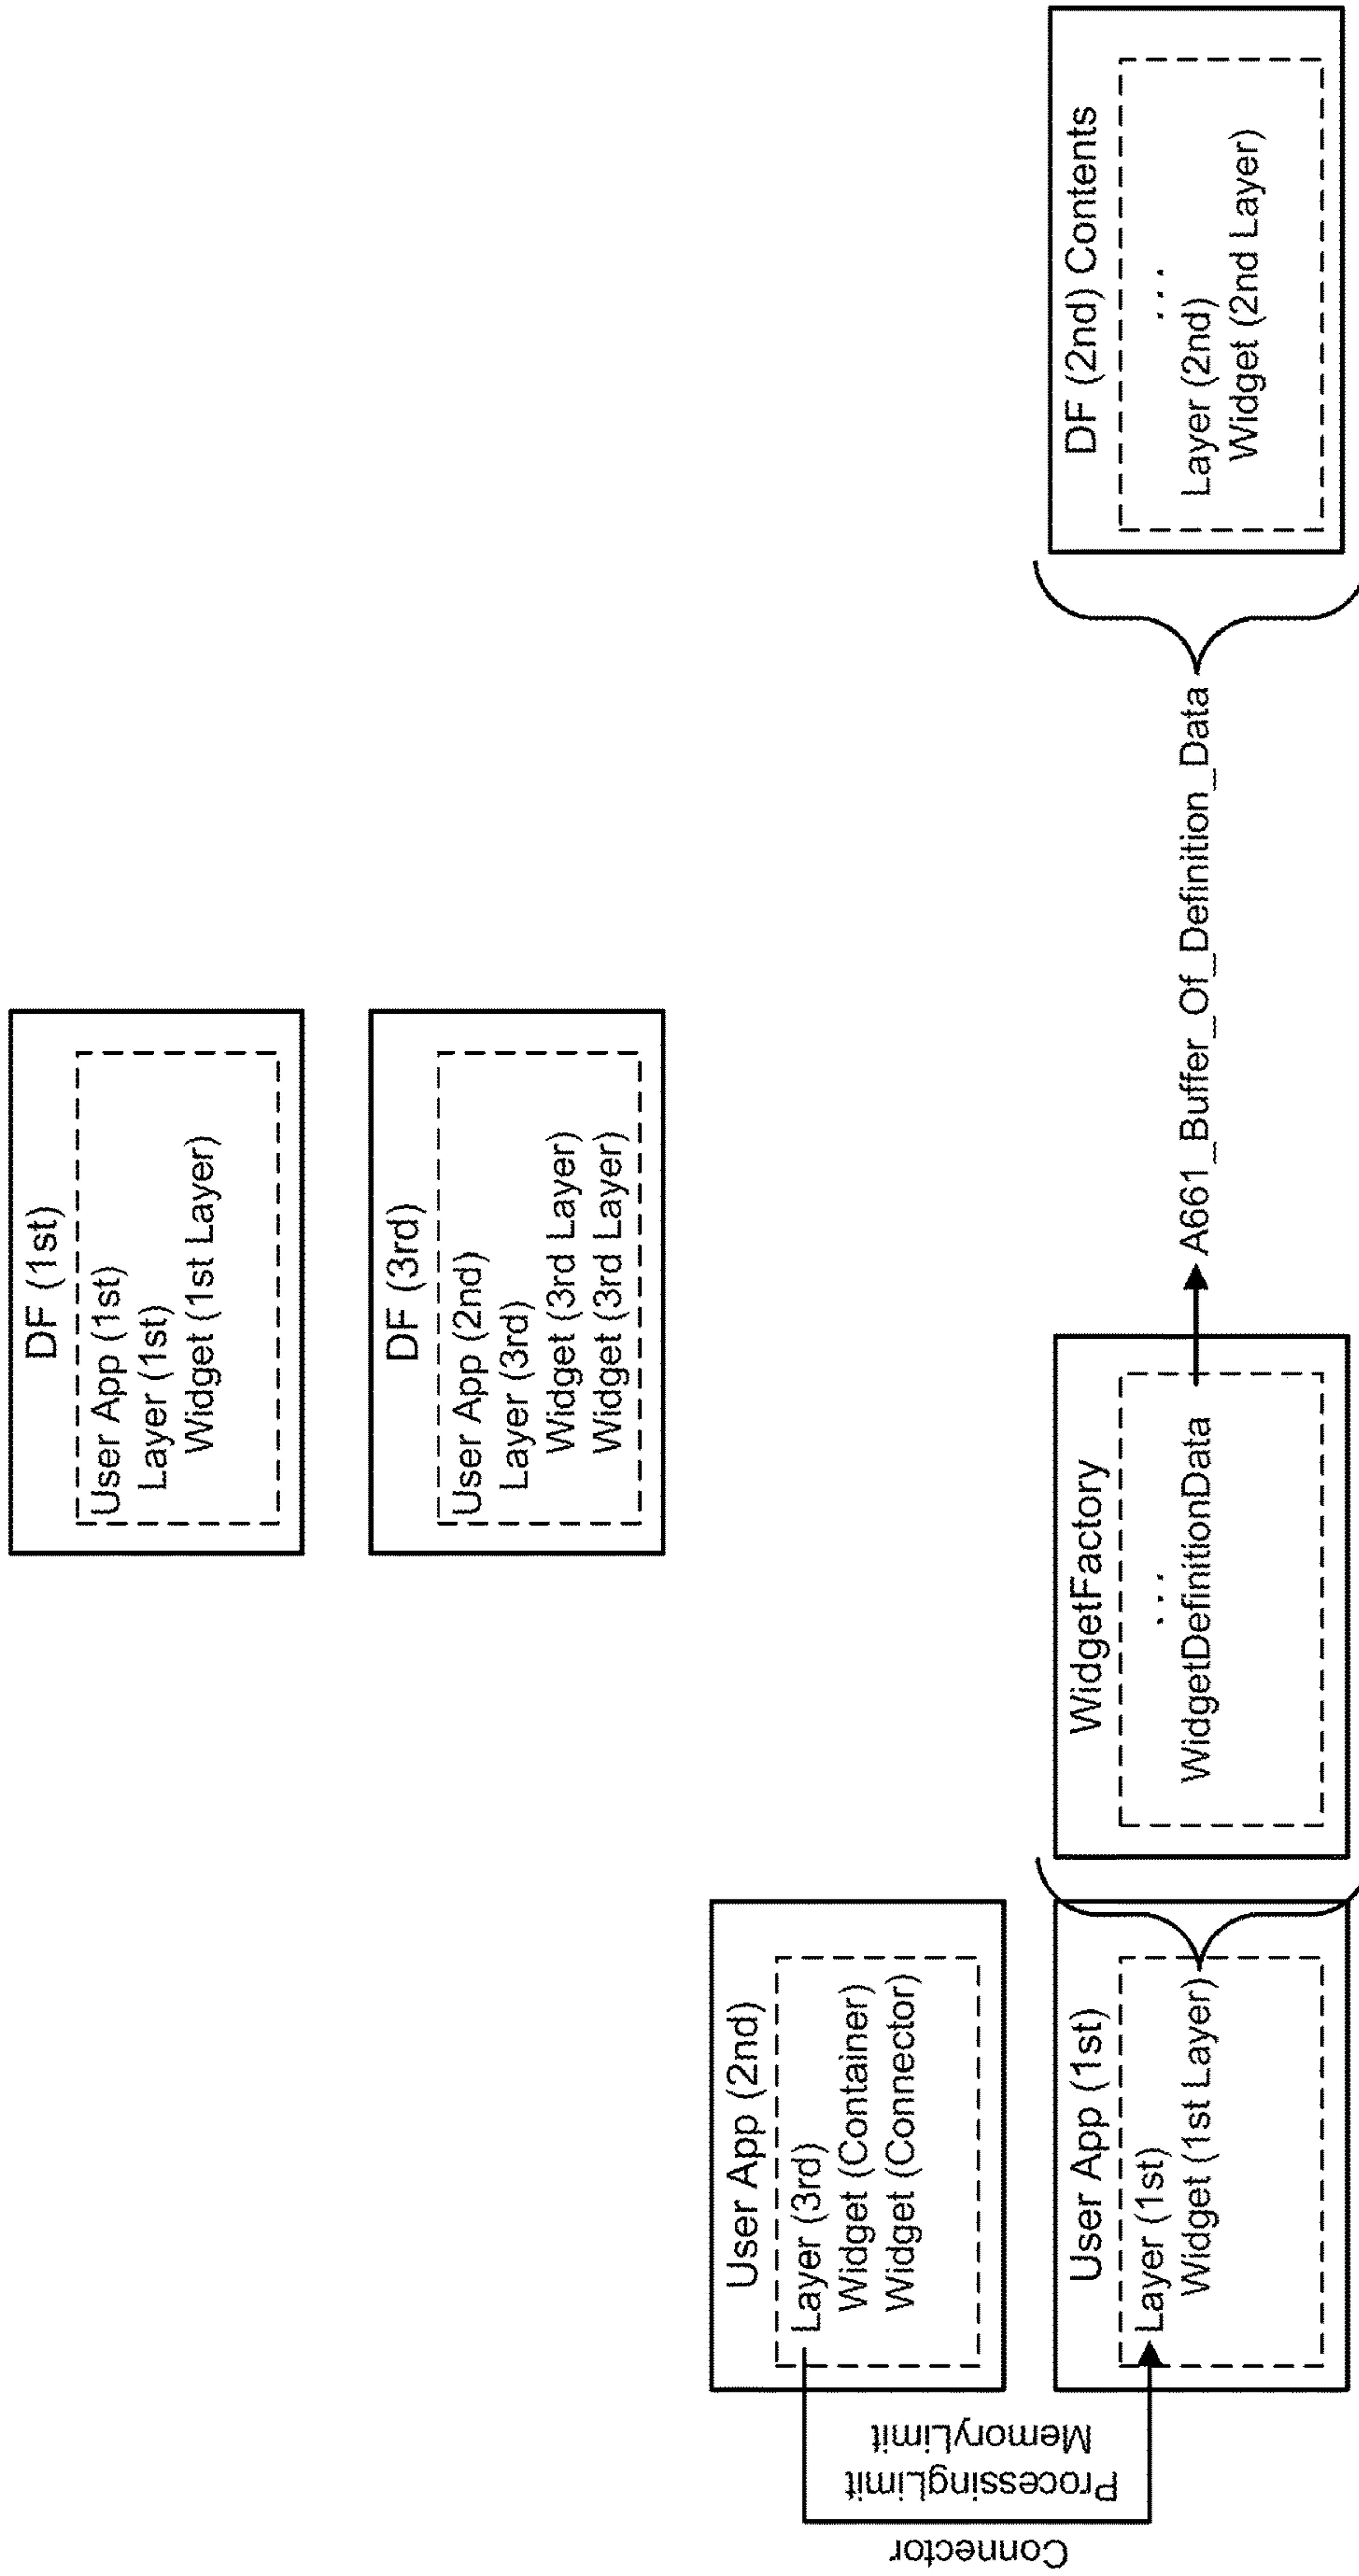 DF (1st)
User App (1st)
Layer (1st)
Widget (1st Layer)
DF (3rd)
User App (2nd)
Layer (3rd)
Widget (3rd Layer)
Widget (3rd Layer)
User App (2nd)
Layer (3rd)
Widget (Container)
Widget (Connector)
Connector
ProcessingLimit
MemoryLimit
User App (1st)
Layer (1st)
Widget (1st Layer)
WidgetFactory
...
WidgetDefinitionData
A661_Buffer_Of_Definition_Data
DF (2nd) Contents
...
Layer (2nd)
Widget (2nd Layer)